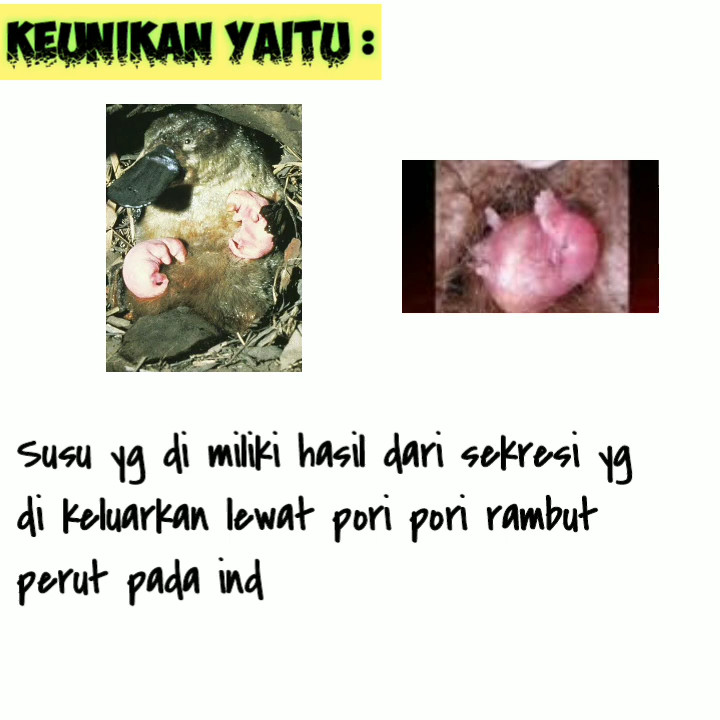 KEUNIKAN YAITU :
Susu yg di miliki hasil dari sekresi yg
di keluarkan lewat pori pori rambut
perut pada ind